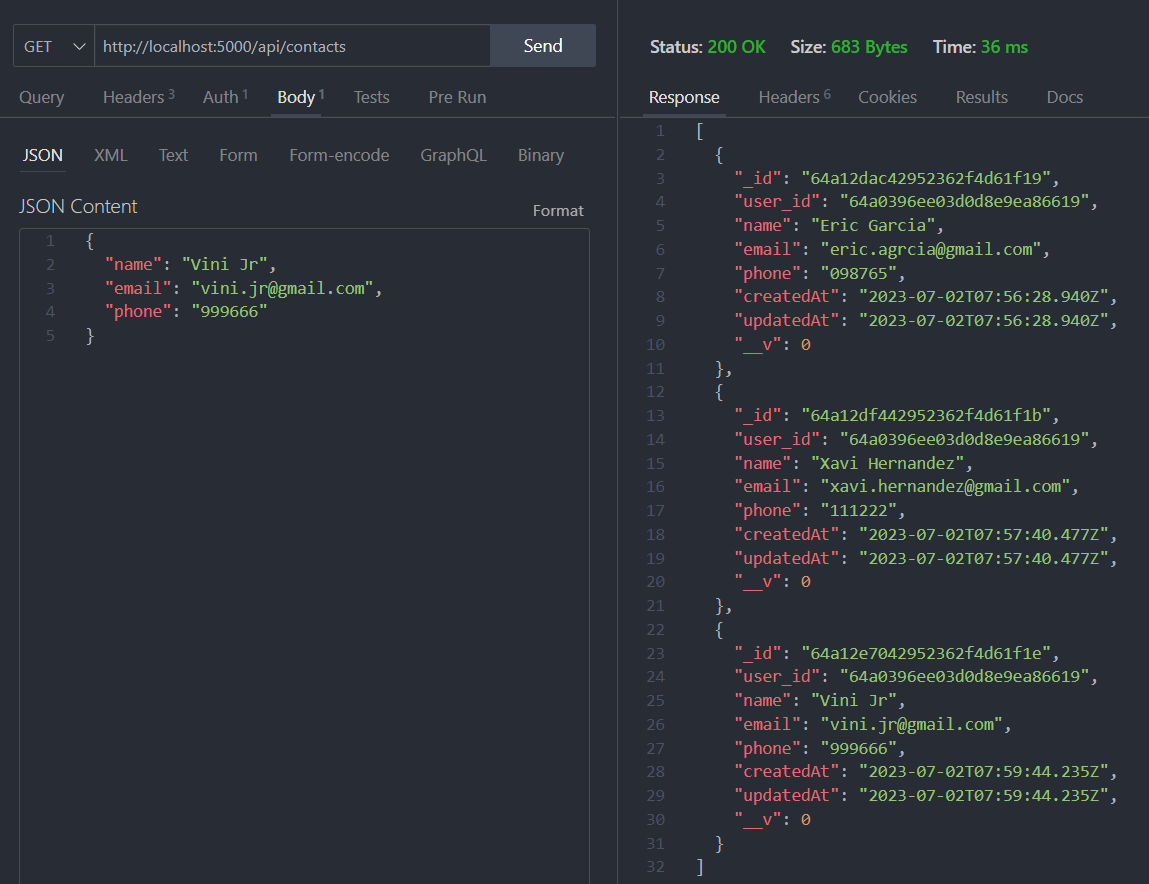 GET http://localhost:5000/api/contacts Send
Query Headers 3 Auth 1 Body 1 Tests Pre Run
JSON XML Text Form Form-encode GraphQL Binary
JSON Content Format
1 {
2 "name": "Vini Jr",
3 "email": "vini.jr@gmail.com",
4 "phone": "999666"
5 }
Status: 200 OK Size: 683 Bytes Time: 36 ms
Response Headers 6 Cookies Results Docs
1 [
2 {
3 "_id": "64a12dac42952362f4d61f19",
4 "user_id": "64a0396ee03d0d8e9ea86619",
5 "name": "Eric Garcia",
6 "email": "eric.agrcia@gmail.com",
7 "phone": "098765",
8 "createdAt": "2023-07-02T07:56:28.940Z",
9 "updatedAt": "2023-07-02T07:56:28.940Z",
10 "__v": 0
11 },
12 {
13 "_id": "64a12df442952362f4d61f1b",
14 "user_id": "64a0396ee03d0d8e9ea86619",
15 "name": "Xavi Hernandez",
16 "email": "xavi.hernandez@gmail.com",
17 "phone": "111222",
18 "createdAt": "2023-07-02T07:57:40.477Z",
19 "updatedAt": "2023-07-02T07:57:40.477Z",
20 "__v": 0
21 },
22 {
23 "_id": "64a12e7042952362f4d61f1e",
24 "user_id": "64a0396ee03d0d8e9ea86619",
25 "name": "Vini Jr",
26 "email": "vini.jr@gmail.com",
27 "phone": "999666",
28 "createdAt": "2023-07-02T07:59:44.235Z",
29 "updatedAt": "2023-07-02T07:59:44.235Z",
30 "__v": 0
31 }
32 ]